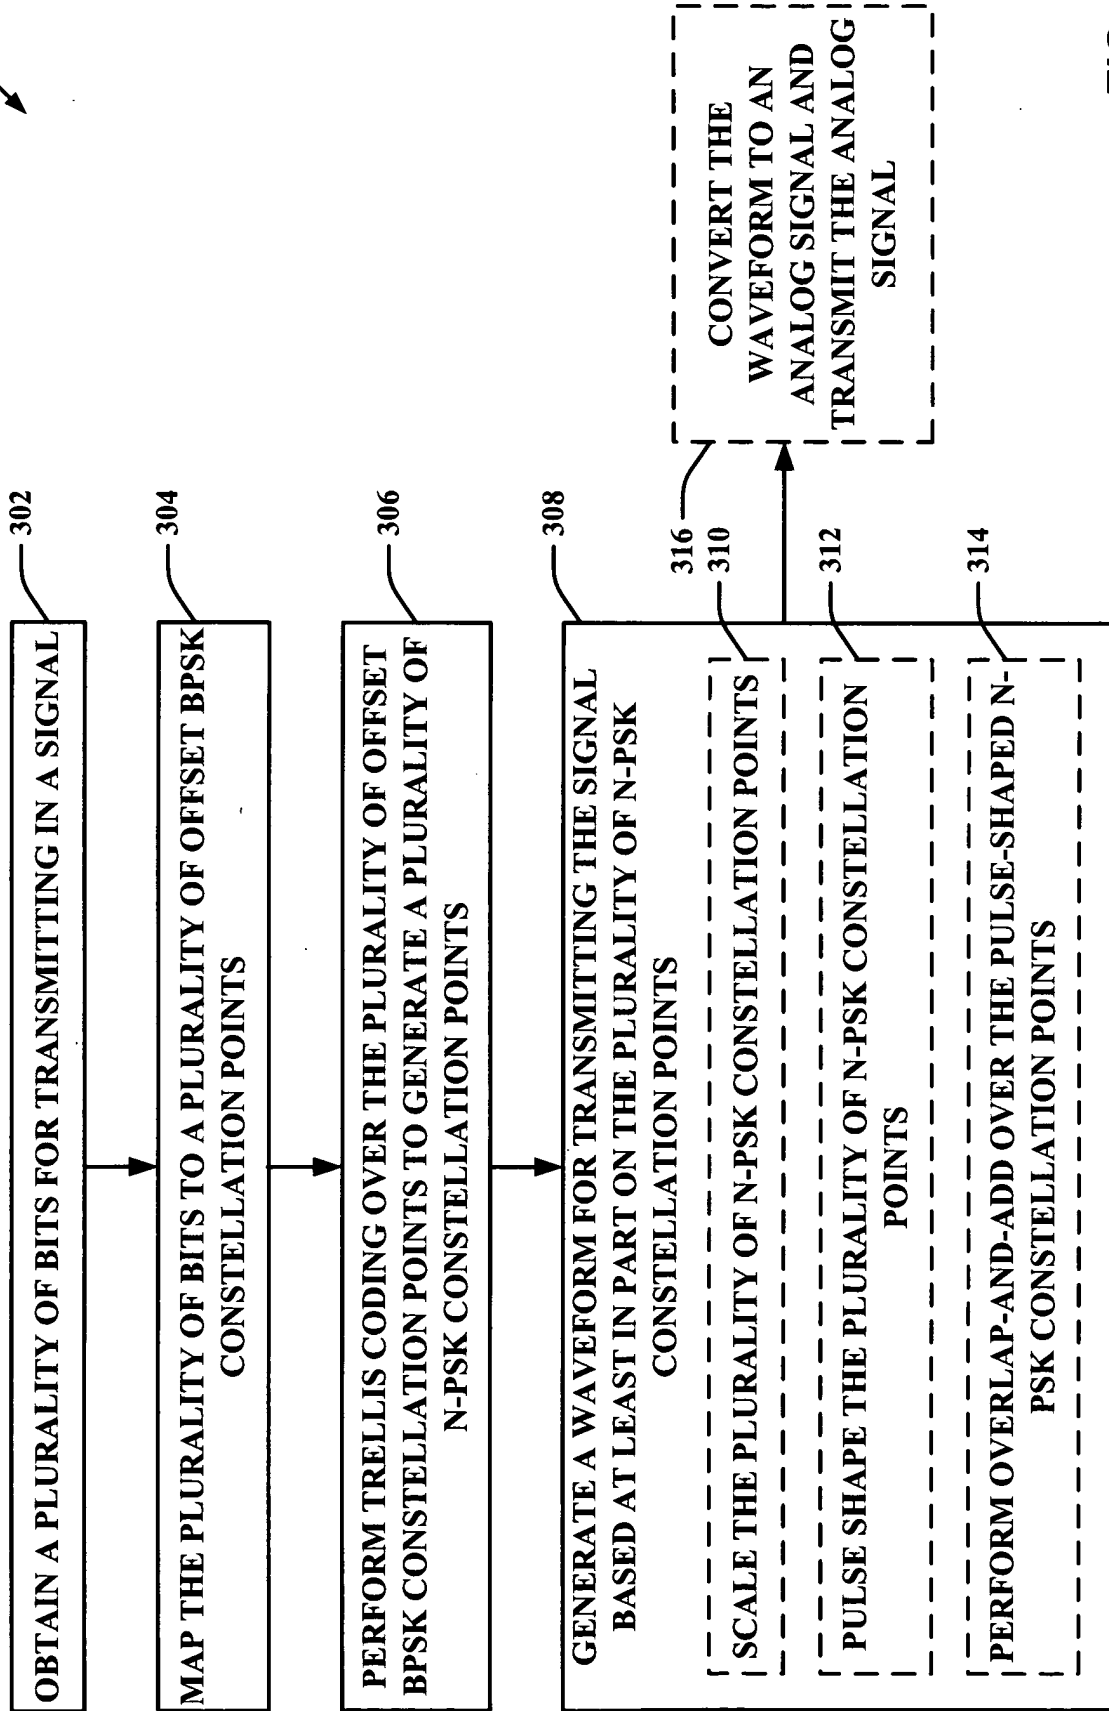 302
OBTAIN A PLURALITY OF BITS FOR TRANSMITTING IN A SIGNAL
304
MAP THE PLURALITY OF BITS TO A PLURALITY OF OFFSET BPSK
CONSTELLATION POINTS
306
PERFORM TRELLIS CODING OVER THE PLURALITY OF OFFSET
BPSK CONSTELLATION POINTS TO GENERATE A PLURALITY OF
N-PSK CONSTELLATION POINTS
308
GENERATE A WAVEFORM FOR TRANSMITTING THE SIGNAL
BASED AT LEAST IN PART ON THE PLURALITY OF N-PSK
CONSTELLATION POINTS
310
SCALE THE PLURALITY OF N-PSK CONSTELLATION POINTS
312
PULSE SHAPE THE PLURALITY OF N-PSK CONSTELLATION
POINTS
314
PERFORM OVERLAP-AND-ADD OVER THE PULSE-SHAPED N-
PSK CONSTELLATION POINTS
316
CONVERT THE
WAVEFORM TO AN
ANALOG SIGNAL AND
TRANSMIT THE ANALOG
SIGNAL